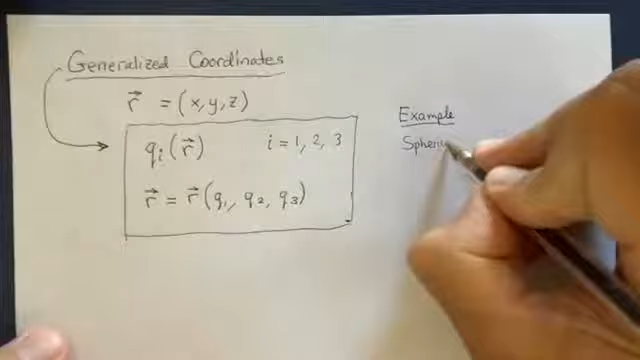 Generalized Coordinates
r⃗ = (x, y, z)
qᵢ(r⃗) i = 1, 2, 3
r⃗ = r⃗(q₁, q₂, q₃)
Example